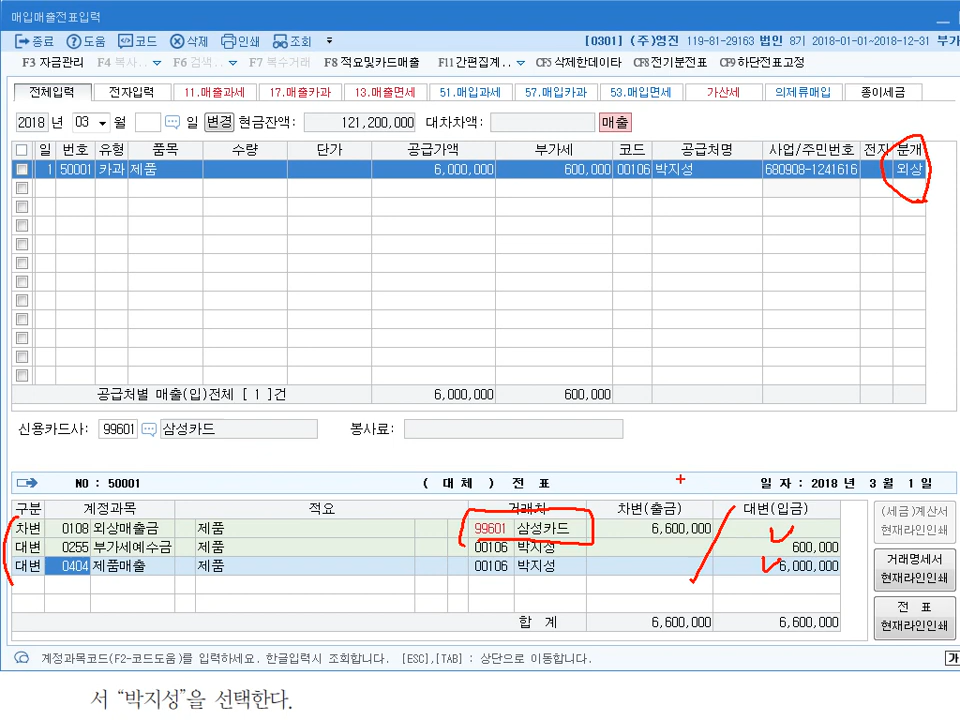 매입매출전표입력
종료 도움 코드 삭제 인쇄 조회 [0301] (주)영진 119-81-29163 법인 8기 2018-01-01~2018-12-31 부가
F3 자금관리 F4 복사.. F6 검색.. F7 복수거래 F8 적요및카드매출 F11 간편집계.. CF5 삭제한데이타 CF8 전기분전표 CF9 하단전표고정
전체입력 전자입력 11.매출과세 17.매출카과 13.매출면세 51.매입과세 57.매입카과 53.매입면세 가산세 의제류매입 종이세금
2018 년 03 월 일 변경 현금잔액: 121,200,000 대차차액: 매출
일 번호 유형 품목 수량 단가 공급가액 부가세 코드 공급처명 사업/주민번호 전자 분개
1 50001 카과 제품 6,000,000 600,000 00106 박지성 680908-1241616 외상
공급처별 매출(입)전체 [ 1 ]건 6,000,000 600,000
신용카드사: 99601 삼성카드 봉사료:
NO : 50001 ( 대 체 ) 전 표 일 자 : 2018 년 3 월 1 일
구분 계정과목 적요 거래처 차변(출금) 대변(입금)
차변 0108 외상매출금 제품 99601 삼성카드 6,600,000
대변 0255 부가세예수금 제품 00106 박지성 600,000
대변 0404 제품매출 제품 00106 박지성 6,000,000
합 계 6,600,000 6,600,000
(세금)계산서
현재라인인쇄
거래명세서
현재라인인쇄
전 표
현재라인인쇄
계정과목코드(F2-코드도움)를 입력하세요. 한글입력시 조회합니다. [ESC],[TAB] : 상단으로 이동합니다. 가
서 “박지성”을 선택한다.